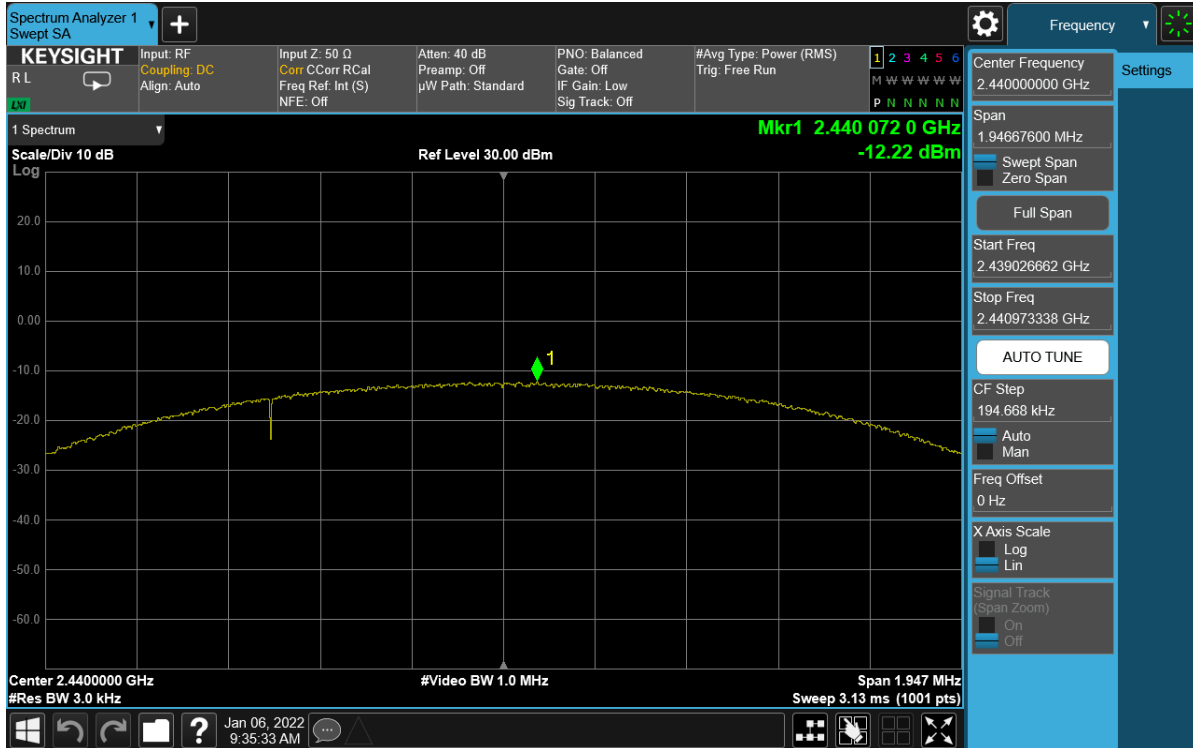 Spectrum Analyzer 1
Swept SA
Frequency
KEYSIGHT
R L
LXI
Input: RF
Coupling: DC
Align: Auto
Input Z: 50 Ω
Corr CCorr RCal
Freq Ref: Int (S)
NFE: Off
Atten: 40 dB
Preamp: Off
µW Path: Standard
PNO: Balanced
Gate: Off
IF Gain: Low
Sig Track: Off
#Avg Type: Power (RMS)
Trig: Free Run
1 2 3 4 5 6
M W W W W W
P N N N N N
1 Spectrum
Scale/Div 10 dB
Ref Level 30.00 dBm
Mkr1 2.440 072 0 GHz
-12.22 dBm
Log
20.0
10.0
0.00
-10.0
-20.0
-30.0
-40.0
-50.0
-60.0
1
Center 2.4400000 GHz
#Video BW 1.0 MHz
Span 1.947 MHz
#Res BW 3.0 kHz
Sweep 3.13 ms (1001 pts)
Jan 06, 2022
9:35:33 AM
Center Frequency
2.440000000 GHz
Settings
Span
1.94667600 MHz
Swept Span
Zero Span
Full Span
Start Freq
2.439026662 GHz
Stop Freq
2.440973338 GHz
AUTO TUNE
CF Step
194.668 kHz
Auto
Man
Freq Offset
0 Hz
X Axis Scale
Log
Lin
Signal Track
(Span Zoom)
On
Off